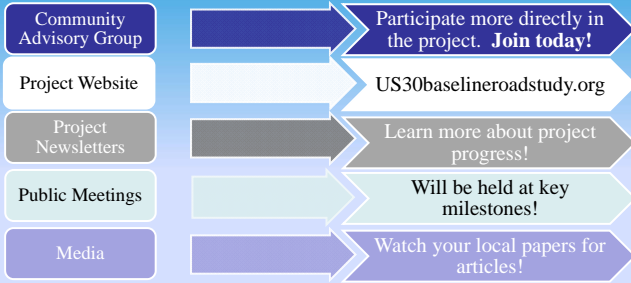 Community
Advisory Group
Participate more directly in
the project. Join today!
Project Website
US30baselineroadstudy.org
Project
Newsletters
Learn more about project
progress!
Public Meetings
Will be held at key
milestones!
Media
Watch your local papers for
articles!